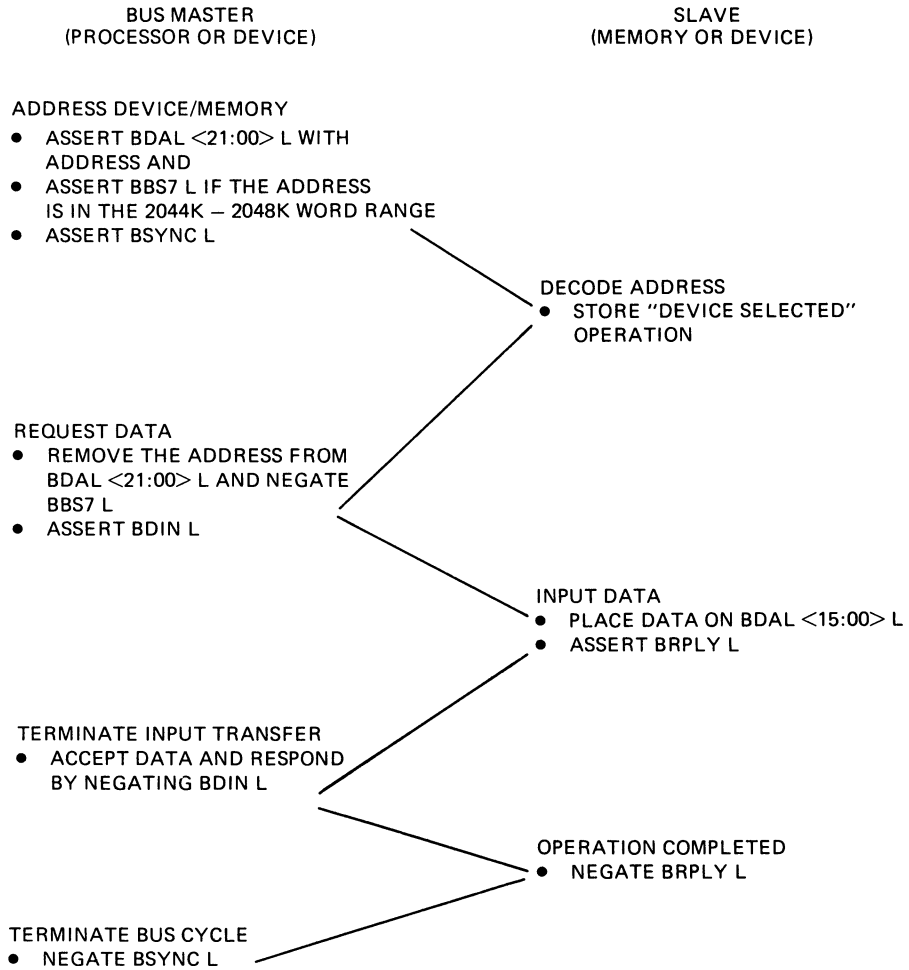 BUS MASTER
(PROCESSOR OR DEVICE)
SLAVE
(MEMORY OR DEVICE)
ADDRESS DEVICE/MEMORY
● ASSERT BDAL <21:00> L WITH
ADDRESS AND
● ASSERT BBS7 L IF THE ADDRESS
IS IN THE 2044K – 2048K WORD RANGE
● ASSERT BSYNC L
DECODE ADDRESS
● STORE "DEVICE SELECTED"
OPERATION
REQUEST DATA
● REMOVE THE ADDRESS FROM
BDAL <21:00> L AND NEGATE
BBS7 L
● ASSERT BDIN L
INPUT DATA
● PLACE DATA ON BDAL <15:00> L
● ASSERT BRPLY L
TERMINATE INPUT TRANSFER
● ACCEPT DATA AND RESPOND
BY NEGATING BDIN L
OPERATION COMPLETED
● NEGATE BRPLY L
TERMINATE BUS CYCLE
● NEGATE BSYNC L